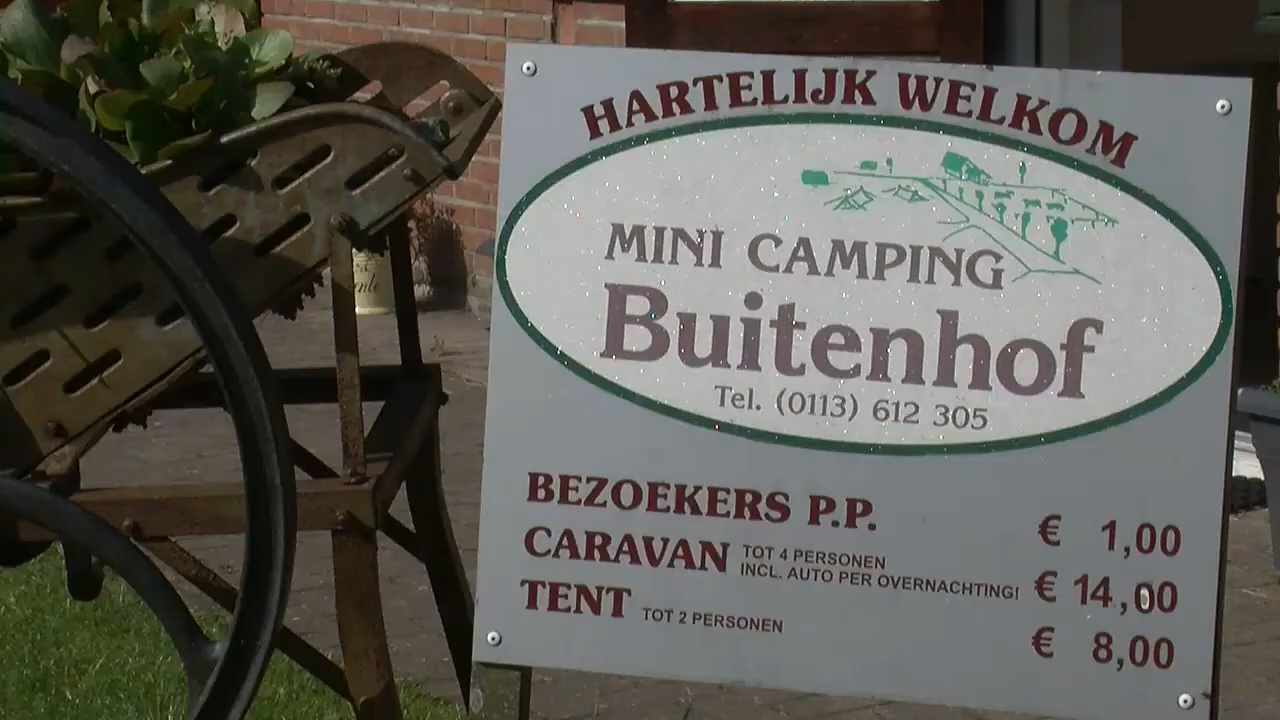 HARTELIJK WELKOM
MINI CAMPING
Buitenhof
Tel. (0113) 612 305
BEZOEKERS P.P. € 1,00
CARAVAN TOT 4 PERSONEN
INCL. AUTO PER OVERNACHTING! € 14,00
TENT TOT 2 PERSONEN € 8,00